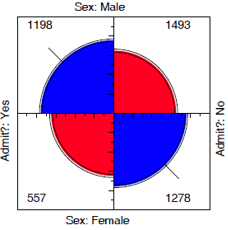 Sex: Male
1198
1493
Admit?: Yes
Admit?: No
557
1278
Sex: Female